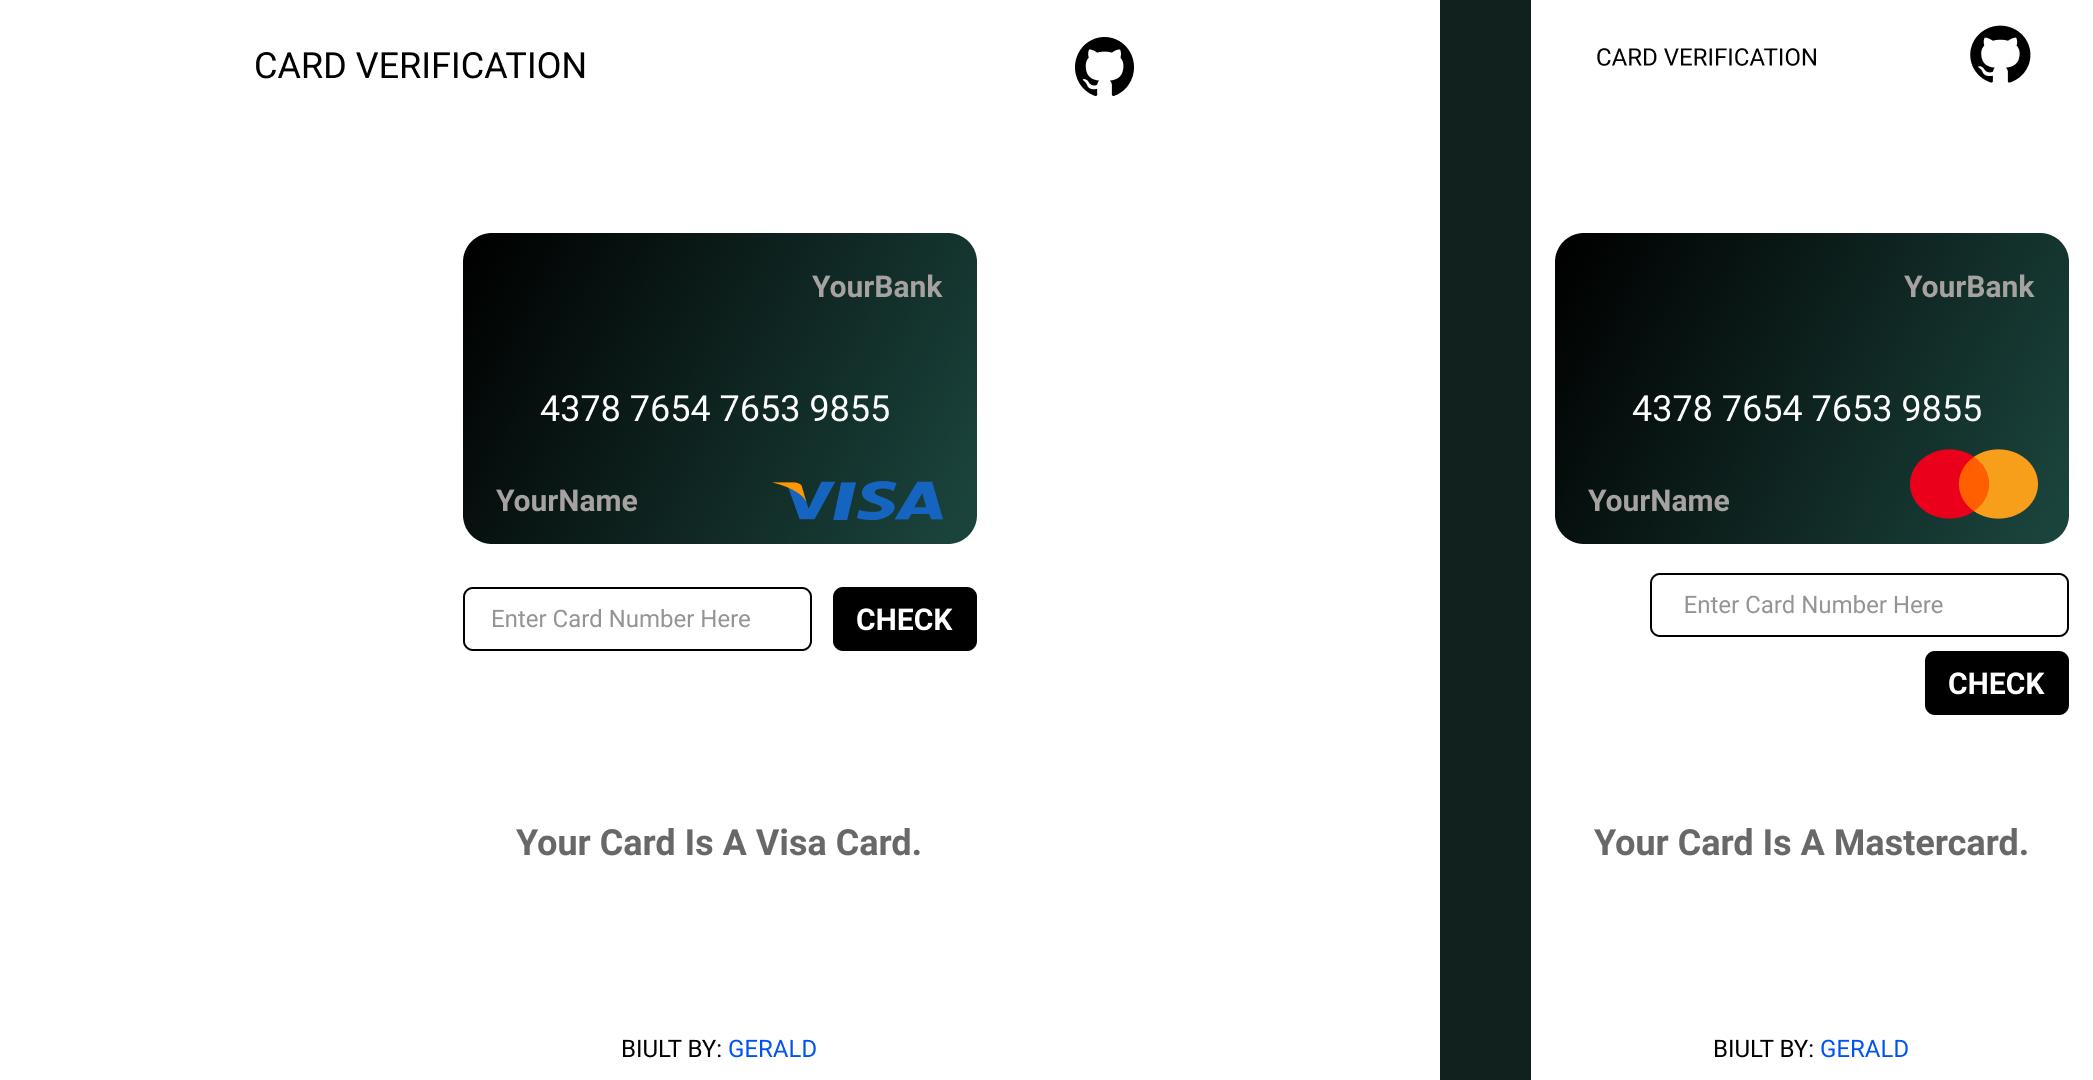 CARD VERIFICATION
YourBank
4378 7654 7653 9855
YourName
VISA
Enter Card Number Here
CHECK
Your Card Is A Visa Card.
BIULT BY: GERALD
CARD VERIFICATION
YourBank
4378 7654 7653 9855
YourName
Enter Card Number Here
CHECK
Your Card Is A Mastercard.
BIULT BY: GERALD